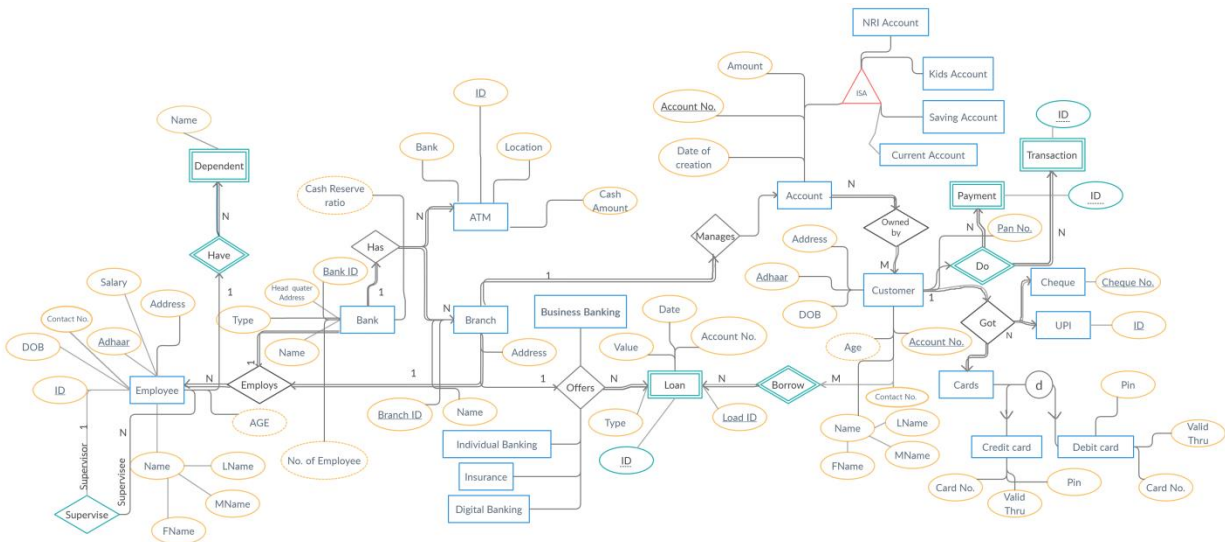 NRI Account
Amount
Kids Account
ISA
ID
Account No.
Saving Account
ID
Name
Transaction
Bank
Location
Date of
creation
Current Account
Dependent
Cash Reserve
ratio
N
Account
N
Payment
ID
Cash
Amount
N
ATM
N
Manages
Owned
by
Pan No.
N
N
Have
Has
Address
M
Do
Salary
Bank ID
1
Adhaar
Customer
Cheque
Cheque No.
Address
Head quater
Address
1
1
Contact No.
Type
Bank
N
Branch
Business Banking
Date
DOB
Got
UPI
ID
DOB
Adhaar
Name
1
Address
Value
Account No.
Age
Account No.
N
ID
Employee
N
Employs
1
1
Offers
N
Loan
N
Borrow
M
Cards
d
Pin
AGE
Branch ID
Name
Type
Load ID
Contact No.
1
N
Supervisor
Supervisee
Name
LName
No. of Employee
Individual Banking
ID
Name
LName
Credit card
Debit card
Valid
Thru
MName
Insurance
FName
MName
Card No.
Pin
Card No.
Valid
Thru
Supervise
FName
Digital Banking